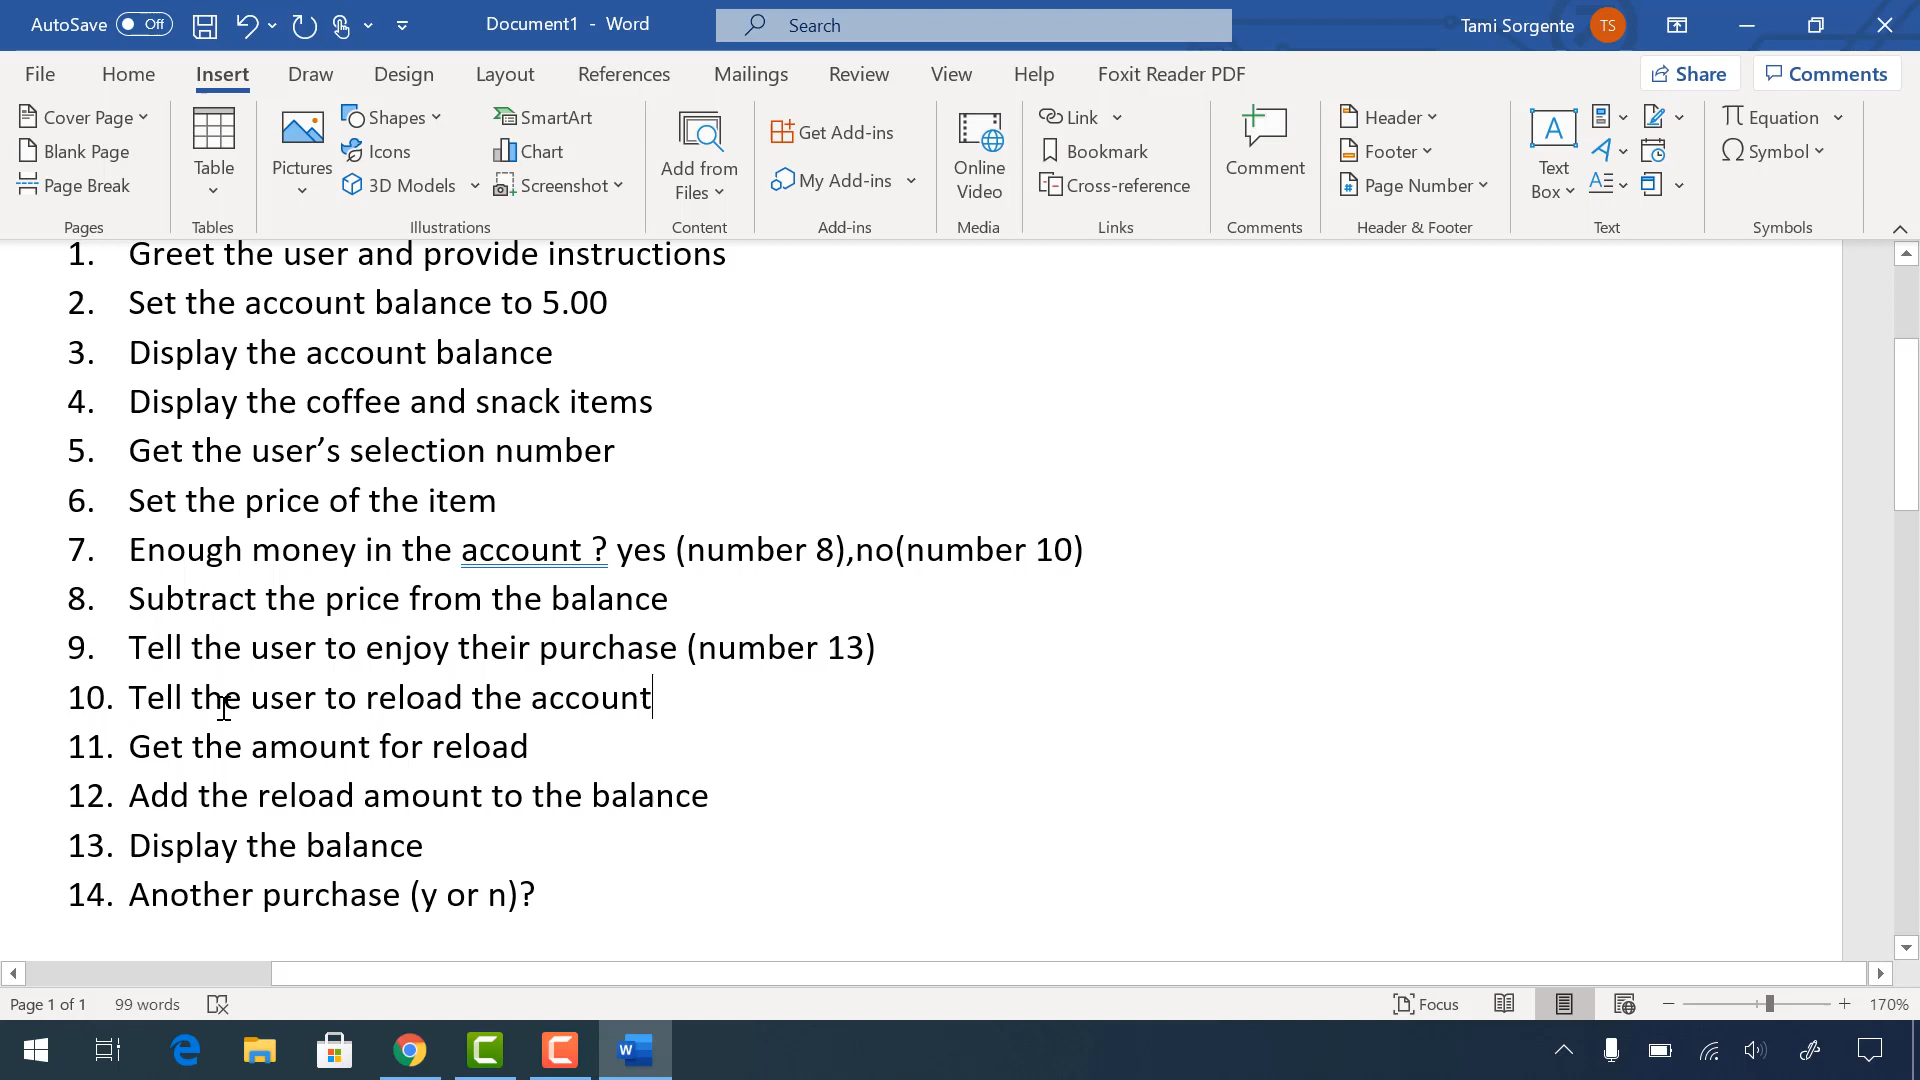 AutoSave Off Document1 - Word Search Tami Sorgente TS
File Home Insert Draw Design Layout References Mailings Review View Help Foxit Reader PDF Share Comments
Cover Page
Blank Page
Page Break
Pages
Table
Tables
Pictures
Shapes
Icons
3D Models
SmartArt
Chart
Screenshot
Illustrations
Add from
Files
Content
Get Add-ins
My Add-ins
Add-ins
Online
Video
Media
Link
Bookmark
Cross-reference
Links
Comment
Comments
Header
Footer
Page Number
Header & Footer
Text
Box
Text
Equation
Symbol
Symbols
1. Greet the user and provide instructions
2. Set the account balance to 5.00
3. Display the account balance
4. Display the coffee and snack items
5. Get the user’s selection number
6. Set the price of the item
7. Enough money in the account ? yes (number 8),no(number 10)
8. Subtract the price from the balance
9. Tell the user to enjoy their purchase (number 13)
10. Tell the user to reload the account
11. Get the amount for reload
12. Add the reload amount to the balance
13. Display the balance
14. Another purchase (y or n)?
Page 1 of 1 99 words Focus 170%